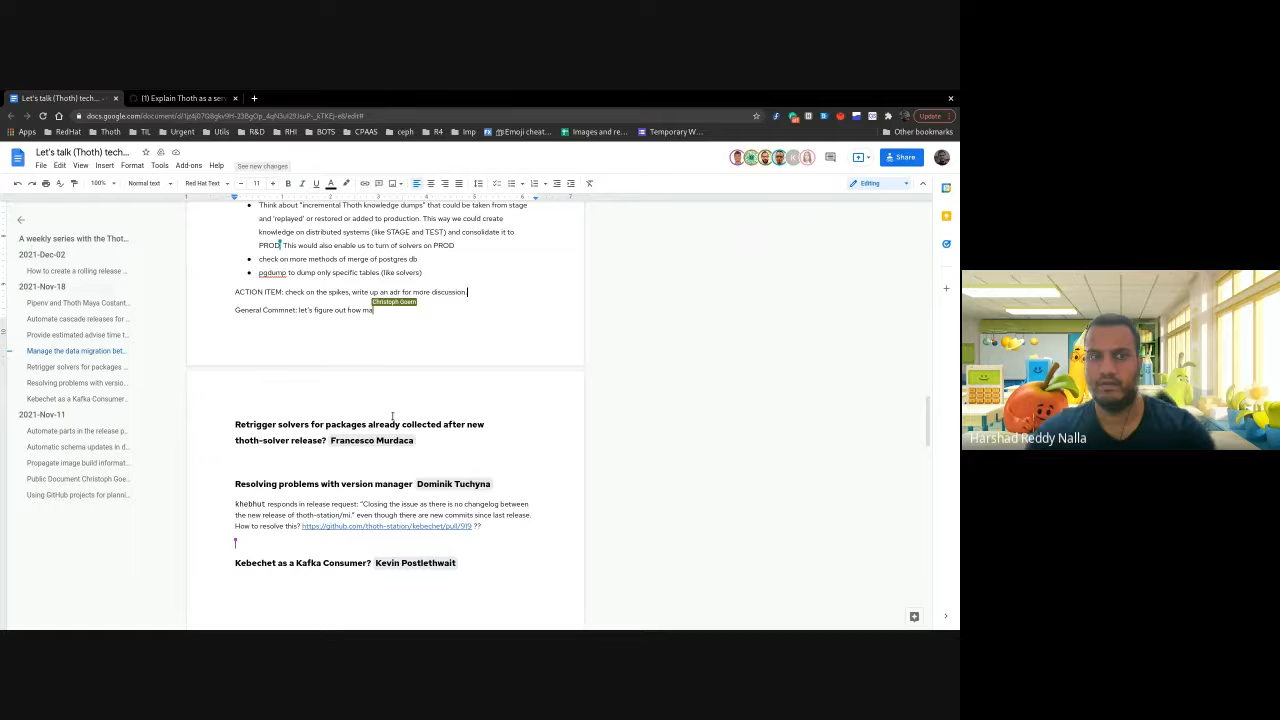 Let's talk (Thoth) tech...
(1) Explain Thoth as a serv
Update
Apps
RedHat
Thoth
TIL
Urgent
Utils
R&D
RHI
BOTS
CPAAS
ceph
R4
Imp
Emoji cheat...
Images and re...
Temporary W...
Other bookmarks
Let's talk (Thoth) tech...
File Edit View Insert Format Tools Add-ons Help
See new changes
Share
100%
Normal text
Red Hat Text
11
Editing
A weekly series with the Thot...
2021-Dec-02
How to create a rolling release ...
2021-Nov-18
Pipenv and Thoth Maya Costant...
Automate cascade releases for ...
Provide estimated advise time t...
Manage the data migration bet...
Retrigger solvers for packages ...
Resolving problems with versio...
Kebechet as a Kafka Consumer...
2021-Nov-11
Automate parts in the release p...
Automatic schema updates in d...
Propagate image build informat...
Public Document Christoph Goe...
Using GitHub projects for planni...
Think about "incremental Thoth knowledge dumps" that could be taken from stage
and 'replayed' or restored or added to production. This way we could create
knowledge on distributed systems (like STAGE and TEST) and consolidate it to
PROD. This would also enable us to turn of solvers on PROD
check on more methods of merge of postgres db
pgdump to dump only specific tables (like solvers)
ACTION ITEM: check on the spikes, write up an adr for more discussion.
Christoph Goern
General Commnet: let's figure out how ma
Retrigger solvers for packages already collected after new
thoth-solver release? Francesco Murdaca
Resolving problems with version manager Dominik Tuchyna
khebhut responds in release request: "Closing the issue as there is no changelog between
the new release of thoth-station/mi." even though there are new commits since last release.
How to resolve this? https://github.com/thoth-station/kebechet/pull/919 ??
Kebechet as a Kafka Consumer? Kevin Postlethwait
Harshad Reddy Nalla